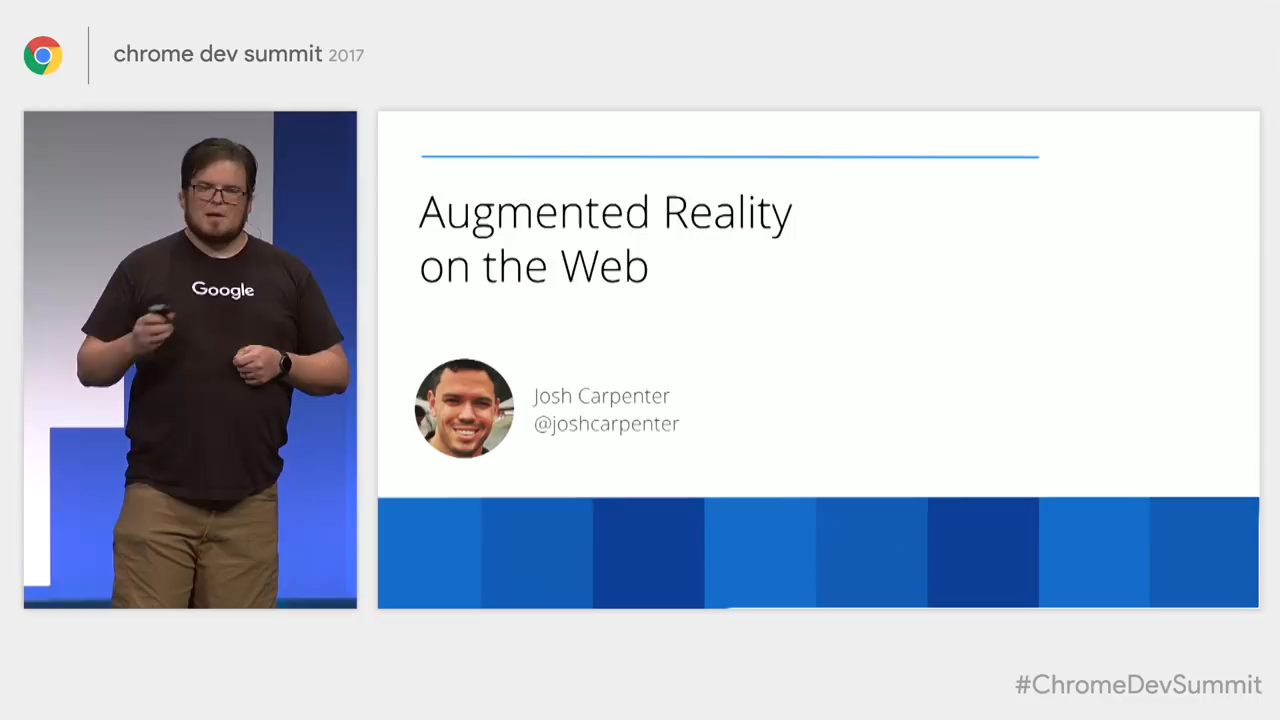 chrome dev summit 2017
Google
Augmented Reality
on the Web
Josh Carpenter
@joshcarpenter
#ChromeDevSummit